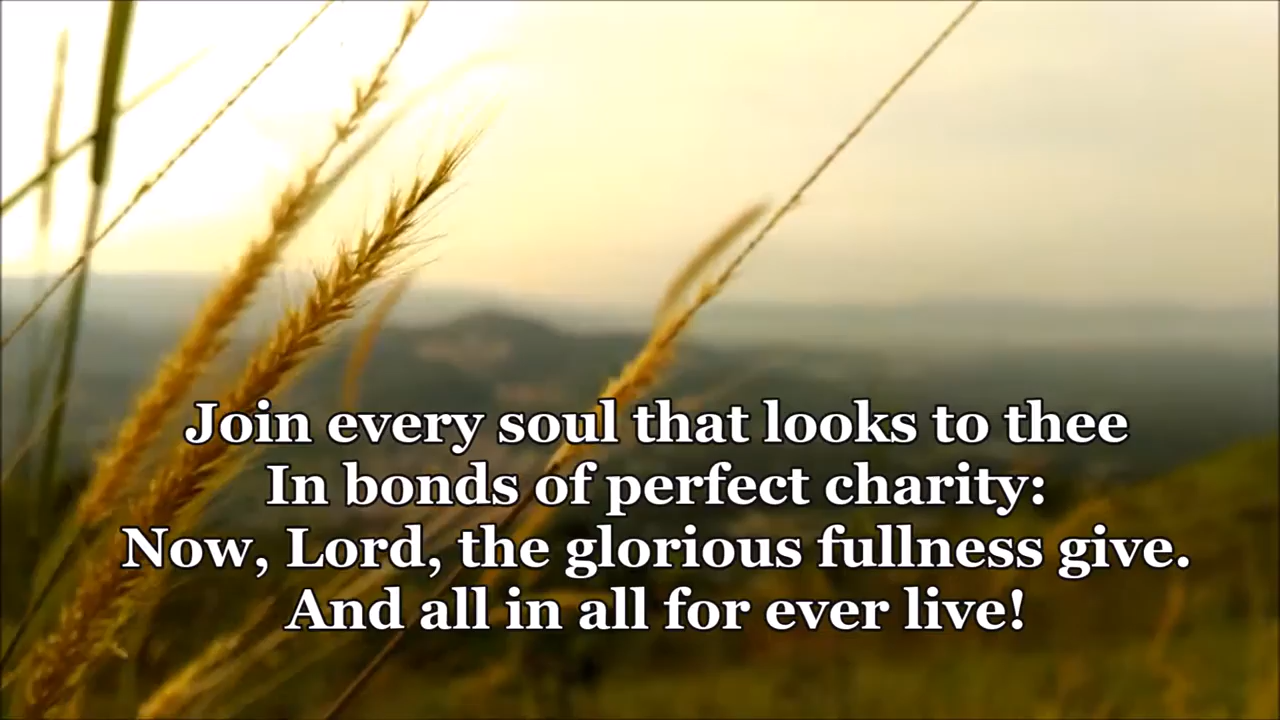 Join every soul that looks to thee
In bonds of perfect charity:
Now, Lord, the glorious fullness give.
And all in all for ever live!